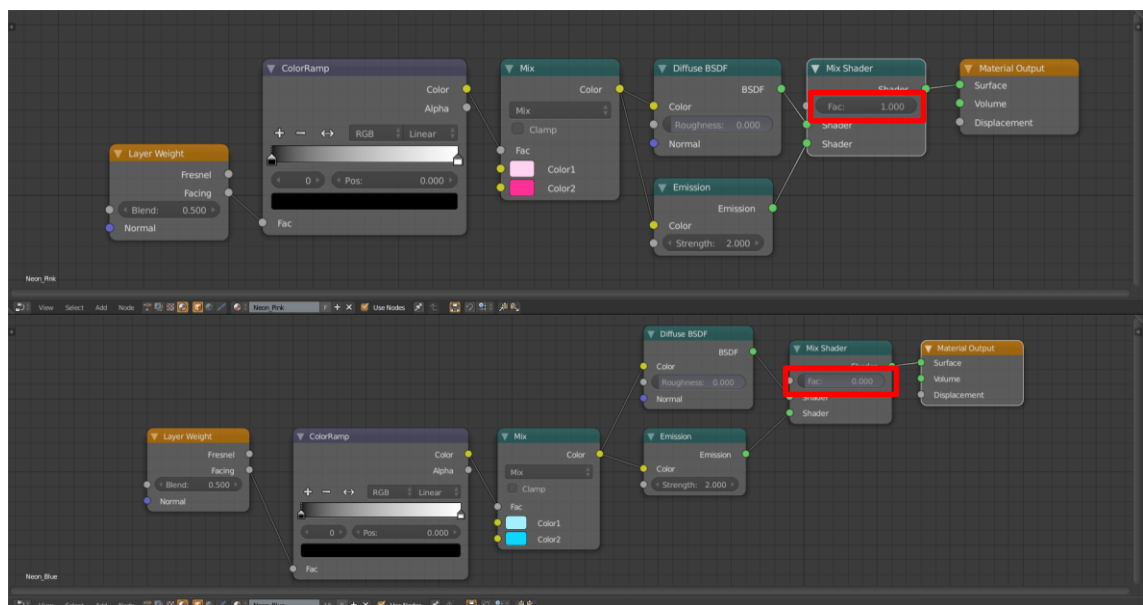 ColorRamp
Color
Alpha
RGB
Linear
0
Pos:
0.000
Fac
Layer Weight
Fresnel
Facing
Blend:
0.500
Normal
Mix
Color
Mix
Clamp
Fac
Color1
Color2
Diffuse BSDF
BSDF
Color
Roughness:
0.000
Normal
Emission
Emission
Color
Strength:
2.000
Mix Shader
Fac:
1.000
Shader
Shader
Material Output
Surface
Volume
Displacement
Neon_Pink
View Select Add Node Neon_Pink F Use Nodes
Diffuse BSDF
BSDF
Color
Roughness:
0.000
Normal
Mix Shader
Fac:
0.000
Shader
Material Output
Surface
Volume
Displacement
Layer Weight
Fresnel
Facing
Blend:
0.500
Normal
ColorRamp
Color
Alpha
RGB
Linear
0
Pos:
0.000
Fac
Mix
Color
Mix
Clamp
Fac
Color1
Color2
Emission
Emission
Color
Strength:
2.000
Neon_Blue